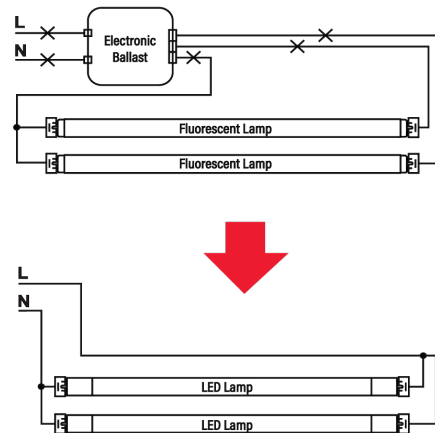 L
Electronic
Ballast
N
Fluorescent Lamp
Fluorescent Lamp
L
N
LED Lamp
LED Lamp